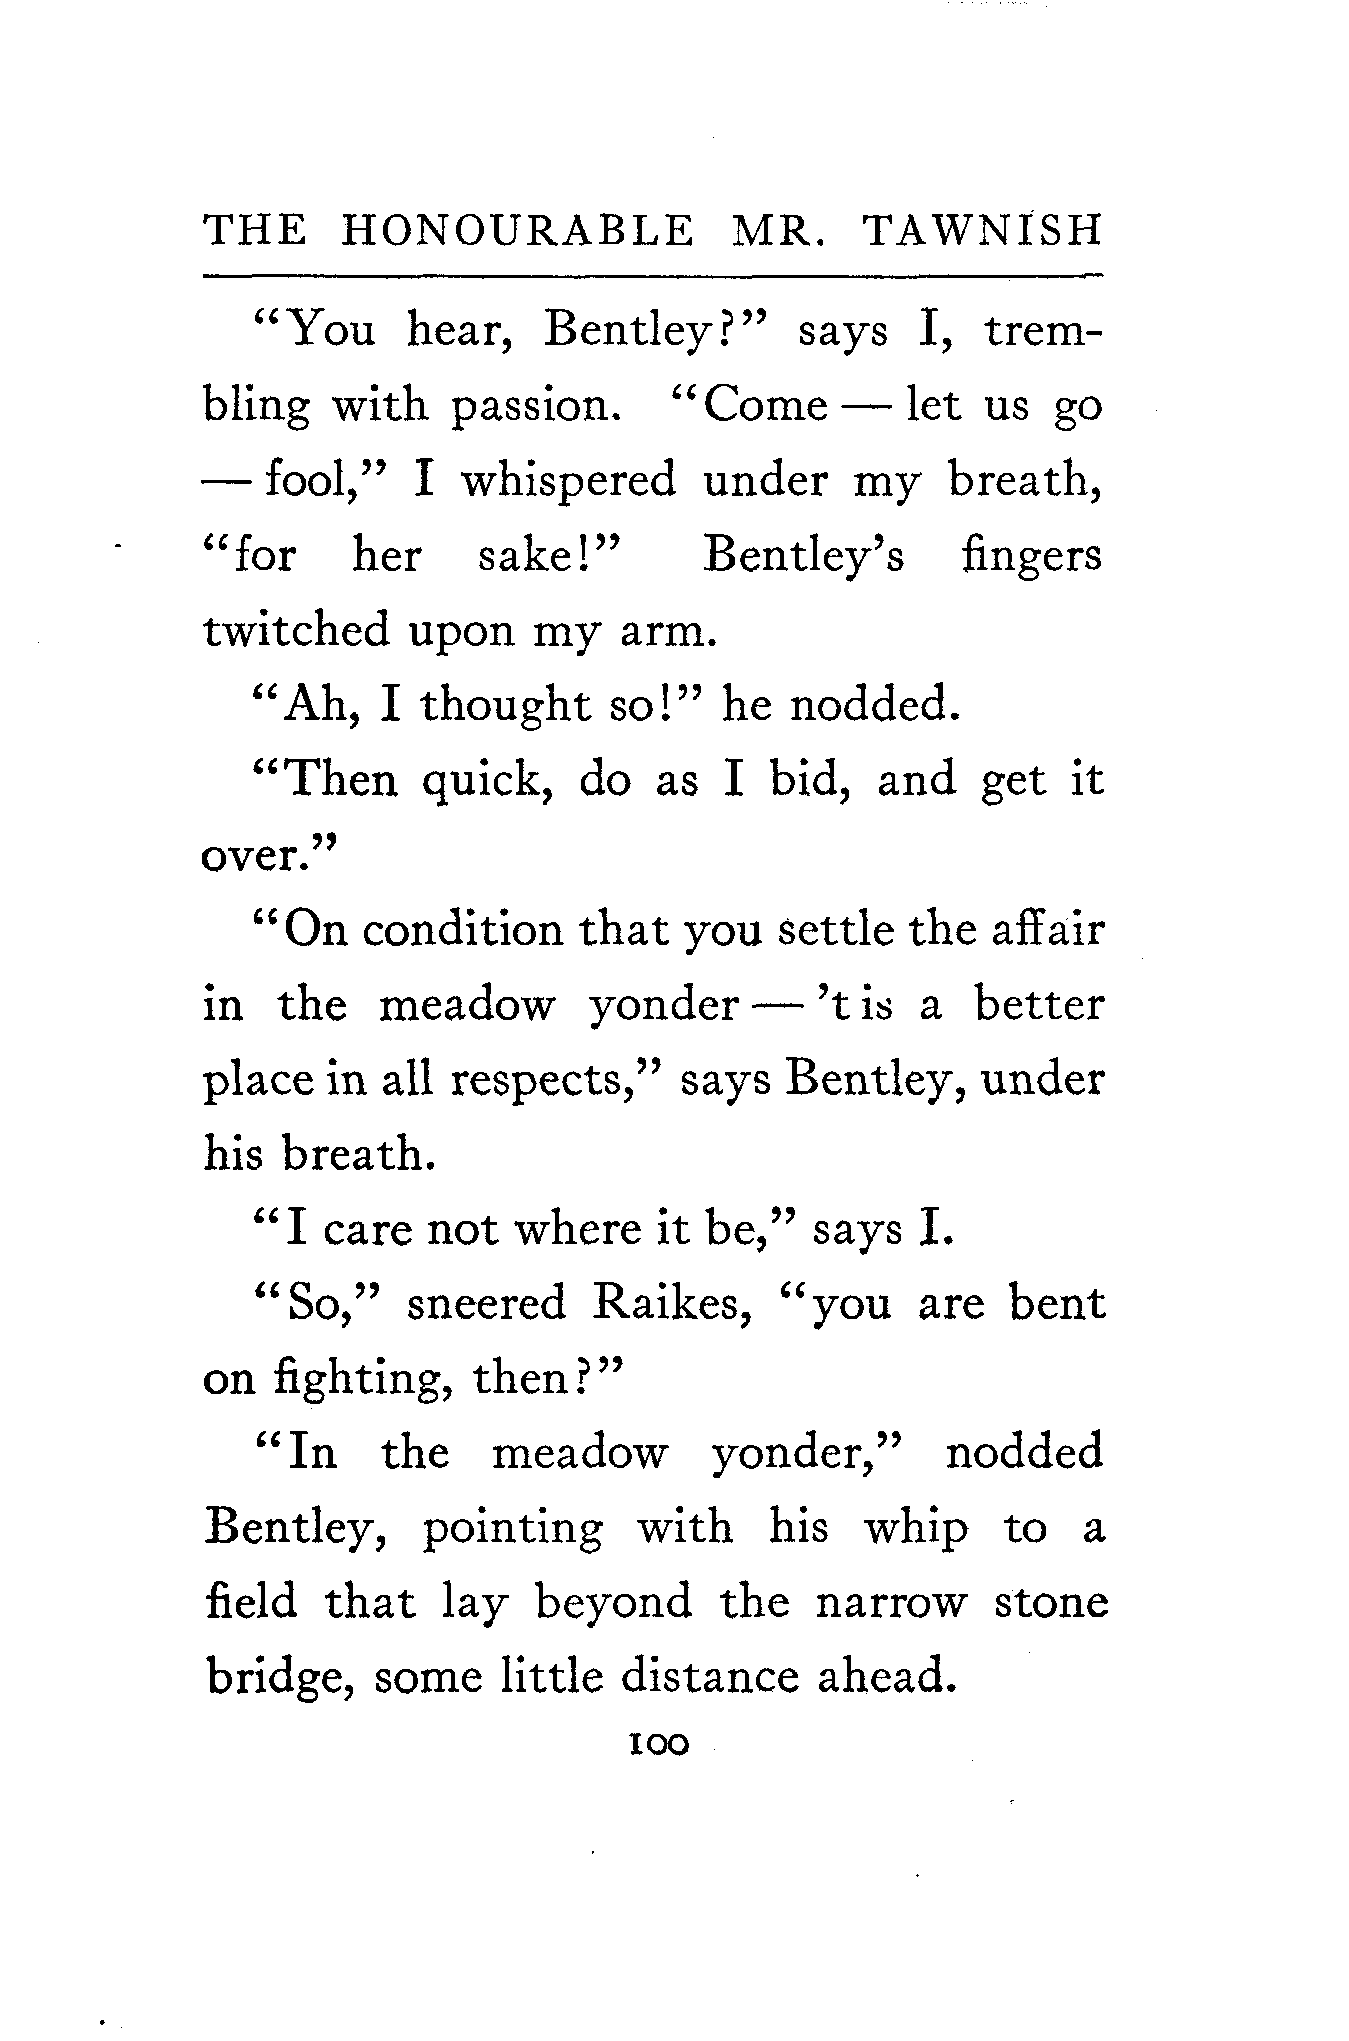 THE HONOURABLE MR. TAWNISH
“You hear, Bentley?” says I, trem-
bling with passion. “Come — let us go
— fool,” I whispered under my breath,
“for her sake!” Bentley’s fingers
twitched upon my arm.
“Ah, I thought so!” he nodded.
“Then quick, do as I bid, and get it
over.”
“On condition that you settle the affair
in the meadow yonder — ’t is a better
place in all respects,” says Bentley, under
his breath.
“I care not where it be,” says I.
“So,” sneered Raikes, “you are bent
on fighting, then?”
“In the meadow yonder,” nodded
Bentley, pointing with his whip to a
field that lay beyond the narrow stone
bridge, some little distance ahead.
100